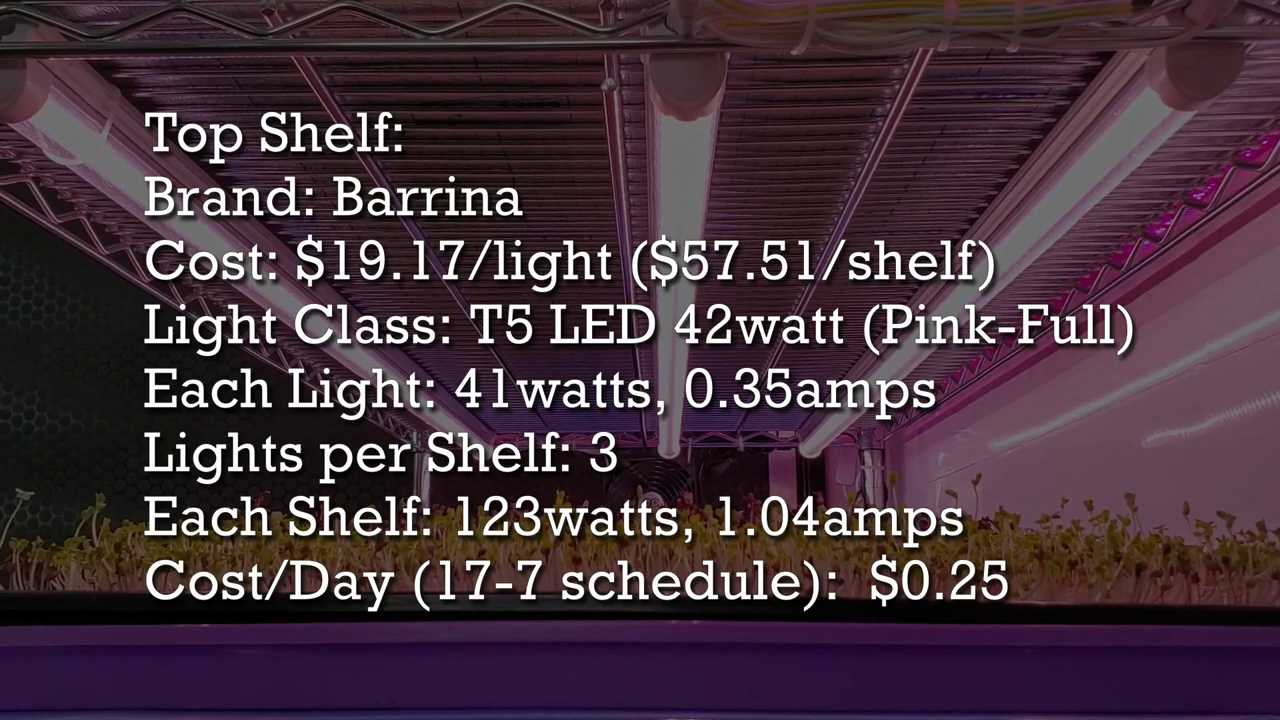 Top Shelf:
Brand: Barrina
Cost: $19.17/light ($57.51/shelf)
Light Class: T5 LED 42watt (Pink-Full)
Each Light: 41watts, 0.35amps
Lights per Shelf: 3
Each Shelf: 123watts, 1.04amps
Cost/Day (17-7 schedule):  $0.25